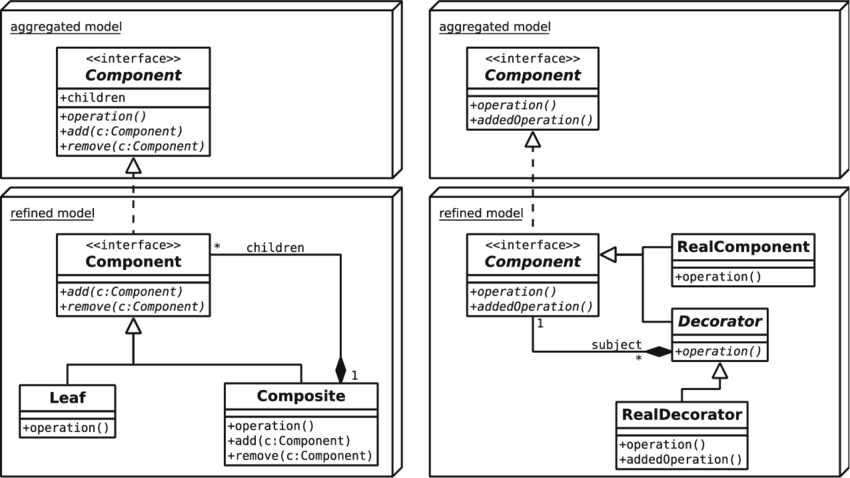 aggregated model
<<interface>>
Component
+children
+operation()
+add(c:Component)
+remove(c:Component)
refined model
<<interface>>
Component
+add(c:Component)
+remove(c:Component)
* children
1
Leaf
+operation()
Composite
+operation()
+add(c:Component)
+remove(c:Component)
aggregated model
<<interface>>
Component
+operation()
+addedOperation()
refined model
<<interface>>
Component
+operation()
+addedOperation()
RealComponent
+operation()
1
subject
*
Decorator
+operation()
RealDecorator
+operation()
+addedOperation()